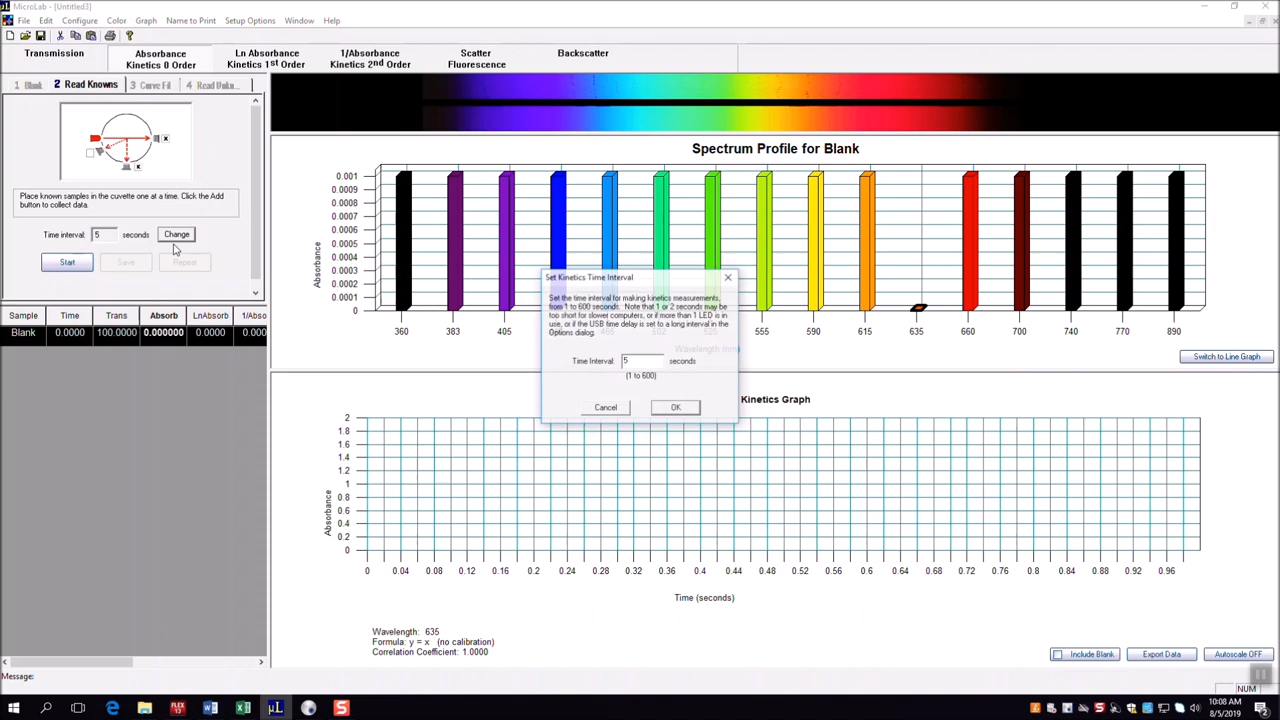 MicroLab - [Untitled3]
File Edit Configure Color Graph Name to Print Setup Options Window Help
Transmission
Absorbance
Kinetics 0 Order
Ln Absorbance
Kinetics 1st Order
1/Absorbance
Kinetics 2nd Order
Scatter
Fluorescence
Backscatter
1 Blank 2 Read Knowns 3 Curve Fit 4 Read Unkn...
Place known samples in the cuvette one at a time. Click the Add
button to collect data.
Time interval: 5 seconds Change
Start Save Repeat
Sample Time Trans Absorb LnAbsorb 1/Abso
Blank 0.0000 100.0000 0.000000 0.0000 0.0000
Spectrum Profile for Blank
0.001
0.0009
0.0008
0.0007
0.0006
0.0005
0.0004
0.0003
0.0002
0.0001
0
Absorbance
360 383 405 555 590 615 635 660 700 740 770 890
Wavelength (nm)
Switch to Line Graph
Set Kinetics Time Interval
Set the time interval for making kinetics measurements,
from 1 to 600 seconds. Note that 1 or 2 seconds may be
too short for slower computers, or if more than 1 LED is in
use, or if the USB time delay is set to a long interval in the
Options dialog.
Time Interval: 5 seconds
(1 to 600)
Cancel OK
Kinetics Graph
2
1.8
1.6
1.4
1.2
1
0.8
0.6
0.4
0.2
0
Absorbance
0 0.04 0.08 0.12 0.16 0.2 0.24 0.28 0.32 0.36 0.4 0.44 0.48 0.52 0.56 0.6 0.64 0.68 0.72 0.76 0.8 0.84 0.88 0.92 0.96
Time (seconds)
Wavelength: 635
Formula: y = x (no calibration)
Correlation Coefficient: 1.0000
Include Blank Export Data Autoscale OFF
Message:
NUM
10:08 AM
8/5/2019